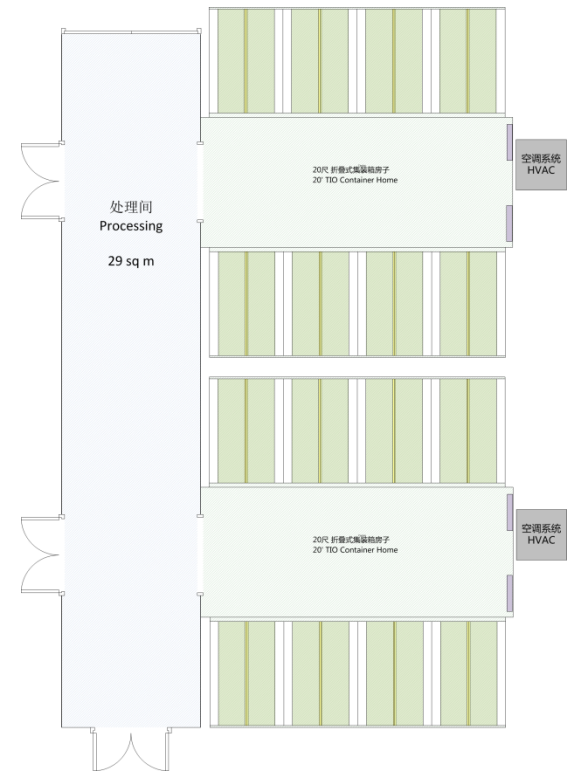 处理间
Processing
29 sq m
20尺 折叠式集装箱房子
20' TIO Container Home
空调系统
HVAC
20尺 折叠式集装箱房子
20' TIO Container Home
空调系统
HVAC